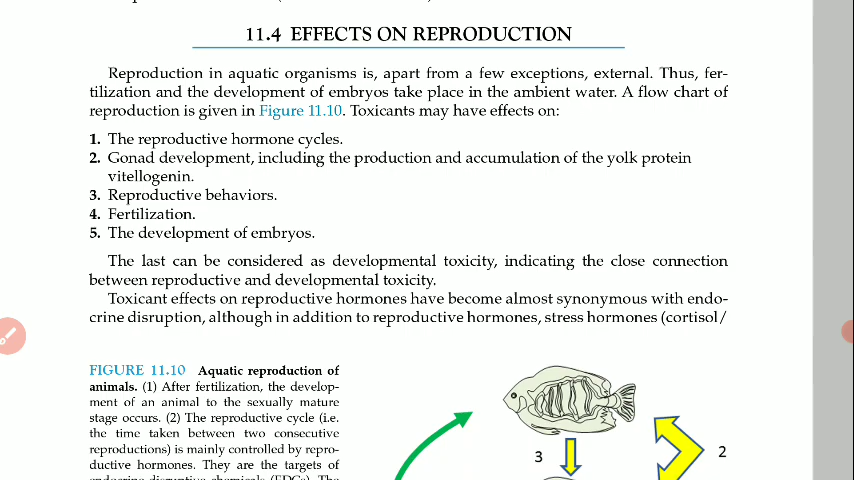 11.4 EFFECTS ON REPRODUCTION
Reproduction in aquatic organisms is, apart from a few exceptions, external. Thus, fer-
tilization and the development of embryos take place in the ambient water. A flow chart of
reproduction is given in Figure 11.10. Toxicants may have effects on:
1. The reproductive hormone cycles.
2. Gonad development, including the production and accumulation of the yolk protein
vitellogenin.
3. Reproductive behaviors.
4. Fertilization.
5. The development of embryos.
The last can be considered as developmental toxicity, indicating the close connection
between reproductive and developmental toxicity.
Toxicant effects on reproductive hormones have become almost synonymous with endo-
crine disruption, although in addition to reproductive hormones, stress hormones (cortisol/
FIGURE 11.10 Aquatic reproduction of
animals. (1) After fertilization, the develop-
ment of an animal to the sexually mature
stage occurs. (2) The reproductive cycle (i.e.
the time taken between two consecutive
reproductions) is mainly controlled by repro-
ductive hormones. They are the targets of
endocrine disruptive chemicals (EDCs). The
3
2